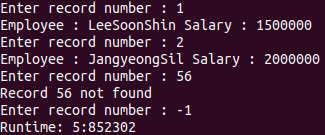 Enter record number : 1
Employee : LeeSoonShin Salary : 1500000
Enter record number : 2
Employee : JangyeongSil Salary : 2000000
Enter record number : 56
Record 56 not found
Enter record number : -1
Runtime: 5:852302